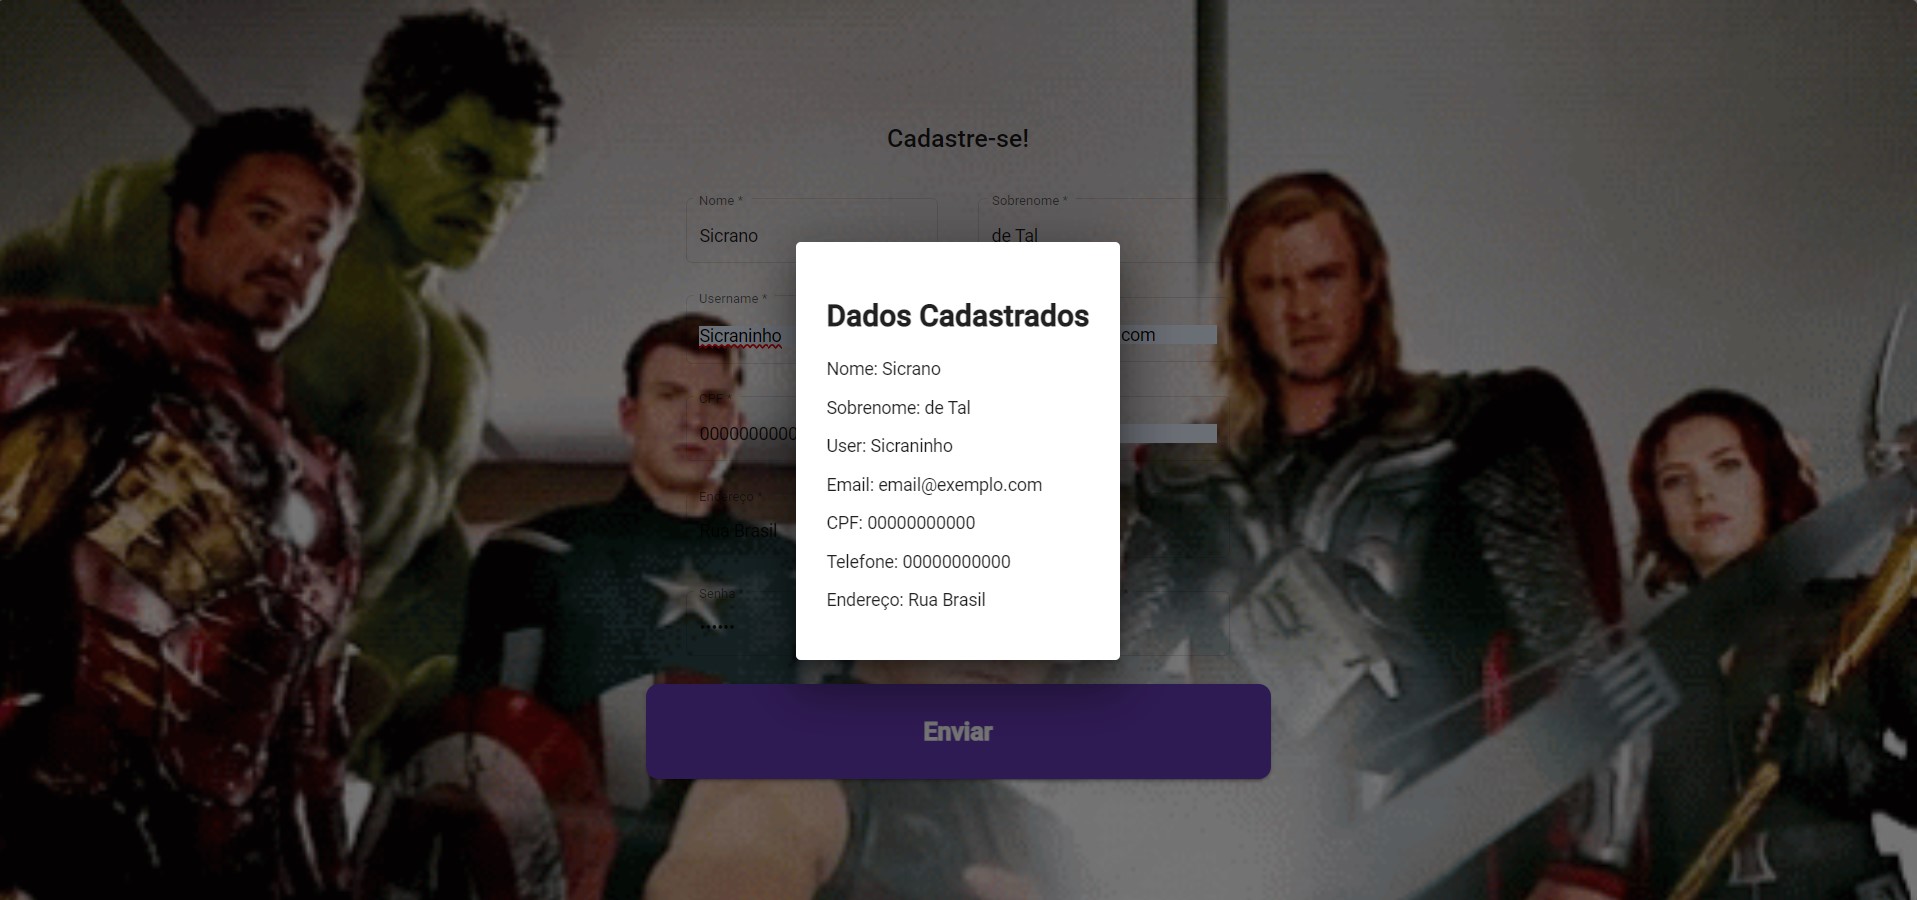 Cadastre-se!
Nome *
Sobrenome *
Sicrano
de Tal
Username *
Sicraninho
com
0000000000
Endereço *
Rua Brasil
Senha *
••••••
Dados Cadastrados
Nome: Sicrano
Sobrenome: de Tal
User: Sicraninho
Email: email@exemplo.com
CPF: 00000000000
Telefone: 00000000000
Endereço: Rua Brasil
Enviar